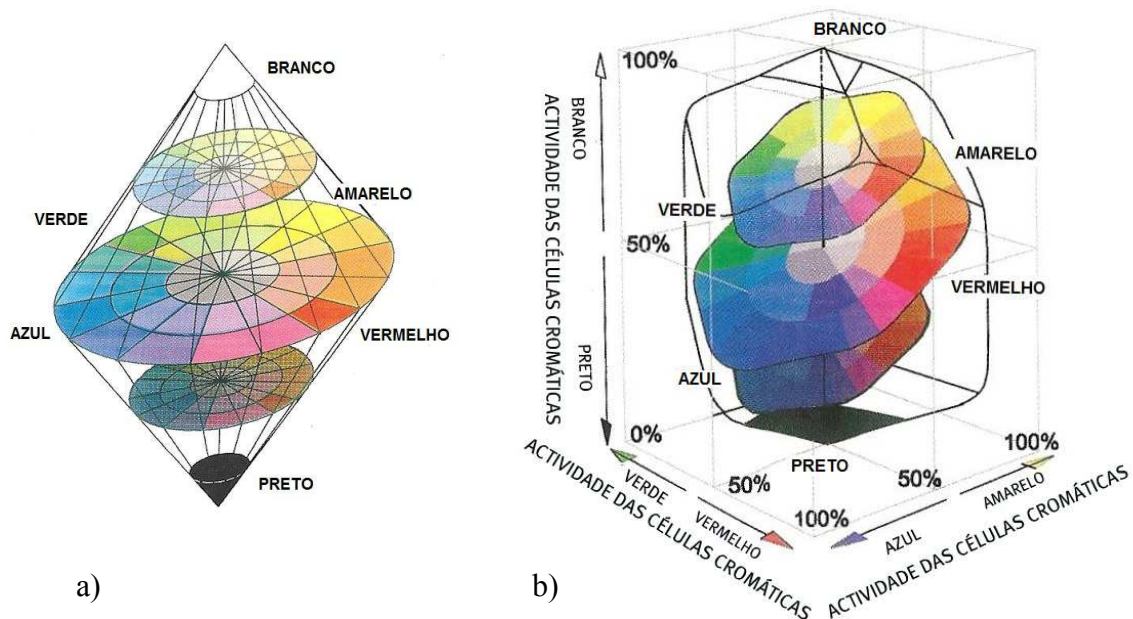 BRANCO
AMARELO
VERDE
AZUL
VERMELHO
PRETO
a)
BRANCO
100%
AMARELO
VERDE
50%
VERMELHO
AZUL
0%
PRETO
BRANCO
PRETO
ACTIVIDADE DAS CÉLULAS CROMÁTICAS
VERDE
VERMELHO
50%
100%
ACTIVIDADE DAS CÉLULAS CROMÁTICAS
AZUL
AMARELO
50%
100%
ACTIVIDADE DAS CÉLULAS CROMÁTICAS
b)